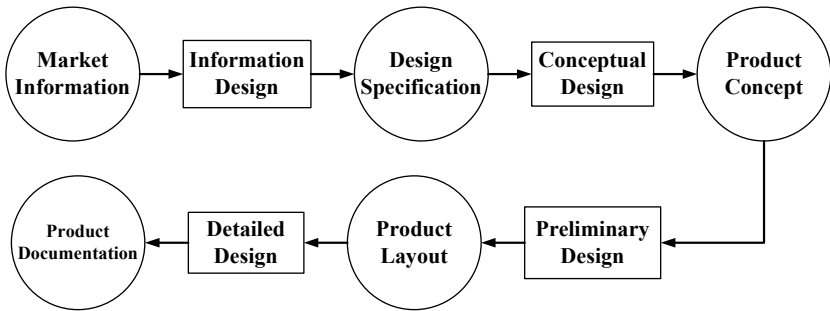 Market
Information
Information
Design
Design
Specification
Conceptual
Design
Product
Concept
Product
Documentation
Detailed
Design
Product
Layout
Preliminary
Design